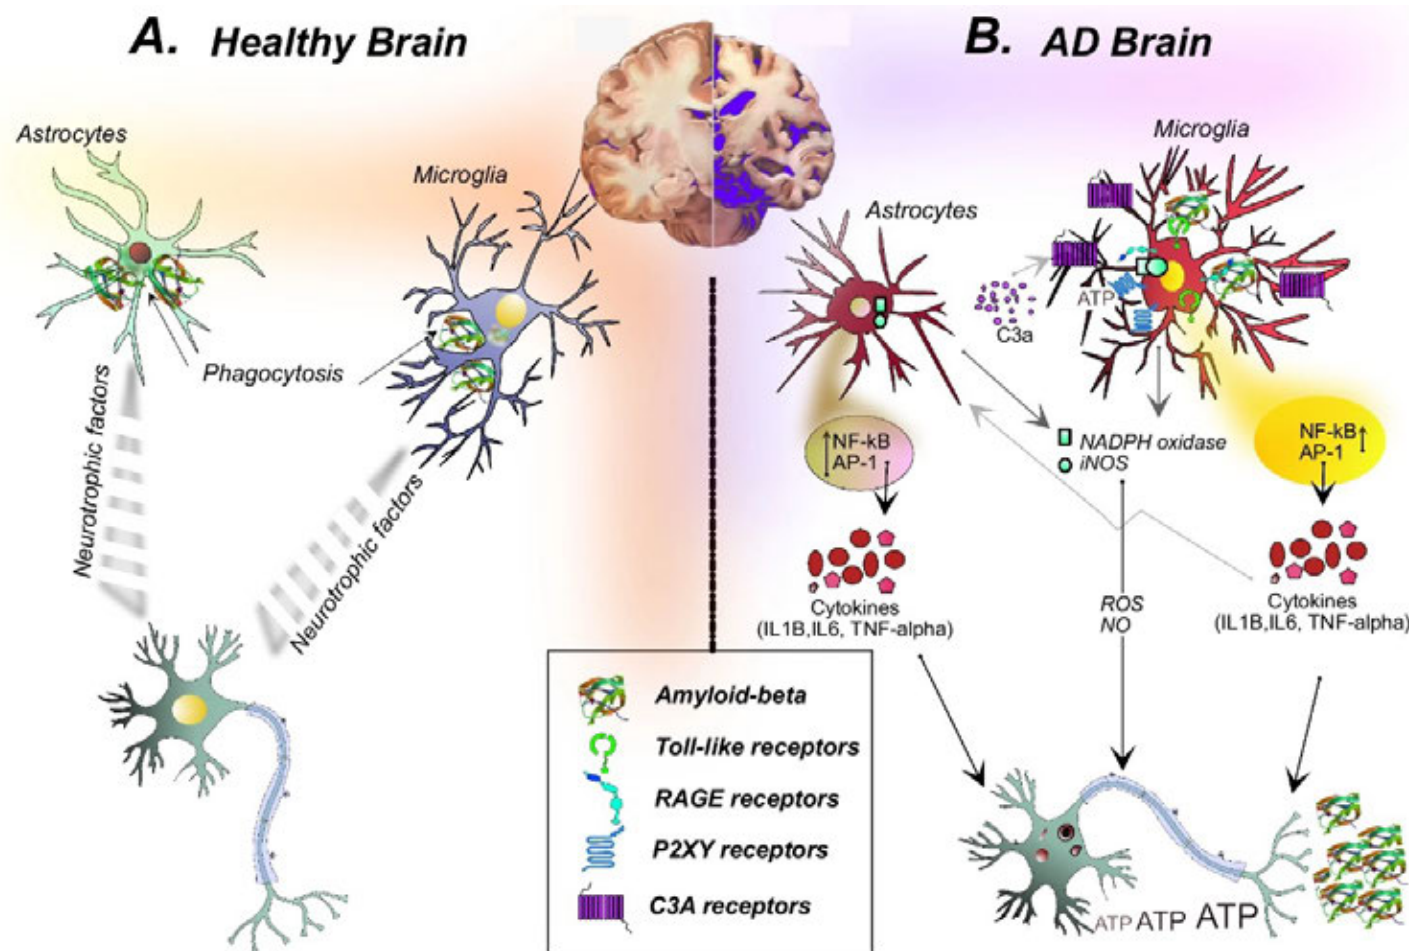 A. Healthy Brain
Astrocytes
Microglia
Phagocytosis
Neurotrophic factors
Neurotrophic factors
B. AD Brain
Microglia
Astrocytes
ATP
C3a
NF-kB
AP-1
NADPH oxidase
iNOS
NF-kB
AP-1
Cytokines
(IL1B,IL6, TNF-alpha)
ROS
NO
Cytokines
(IL1B,IL6, TNF-alpha)
ATP ATP ATP
Amyloid-beta
Toll-like receptors
RAGE receptors
P2XY receptors
C3A receptors